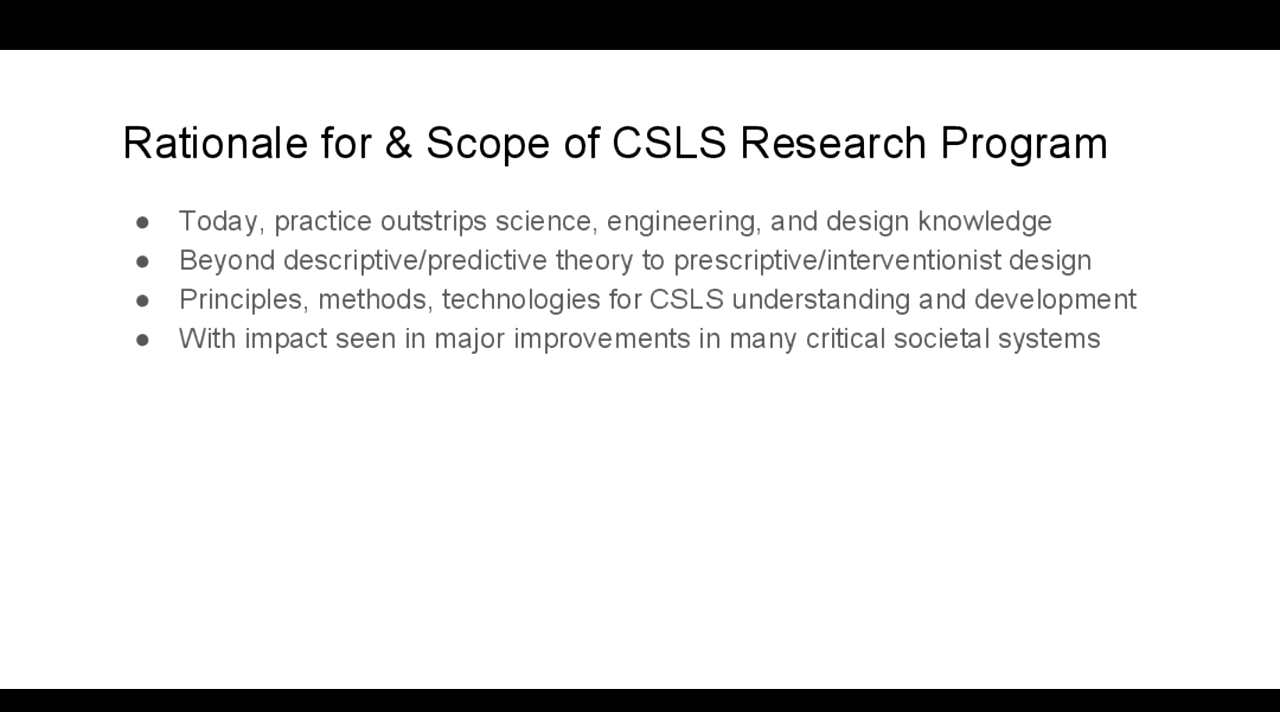 Rationale for & Scope of CSLS Research Program
● Today, practice outstrips science, engineering, and design knowledge
● Beyond descriptive/predictive theory to prescriptive/interventionist design
● Principles, methods, technologies for CSLS understanding and development
● With impact seen in major improvements in many critical societal systems